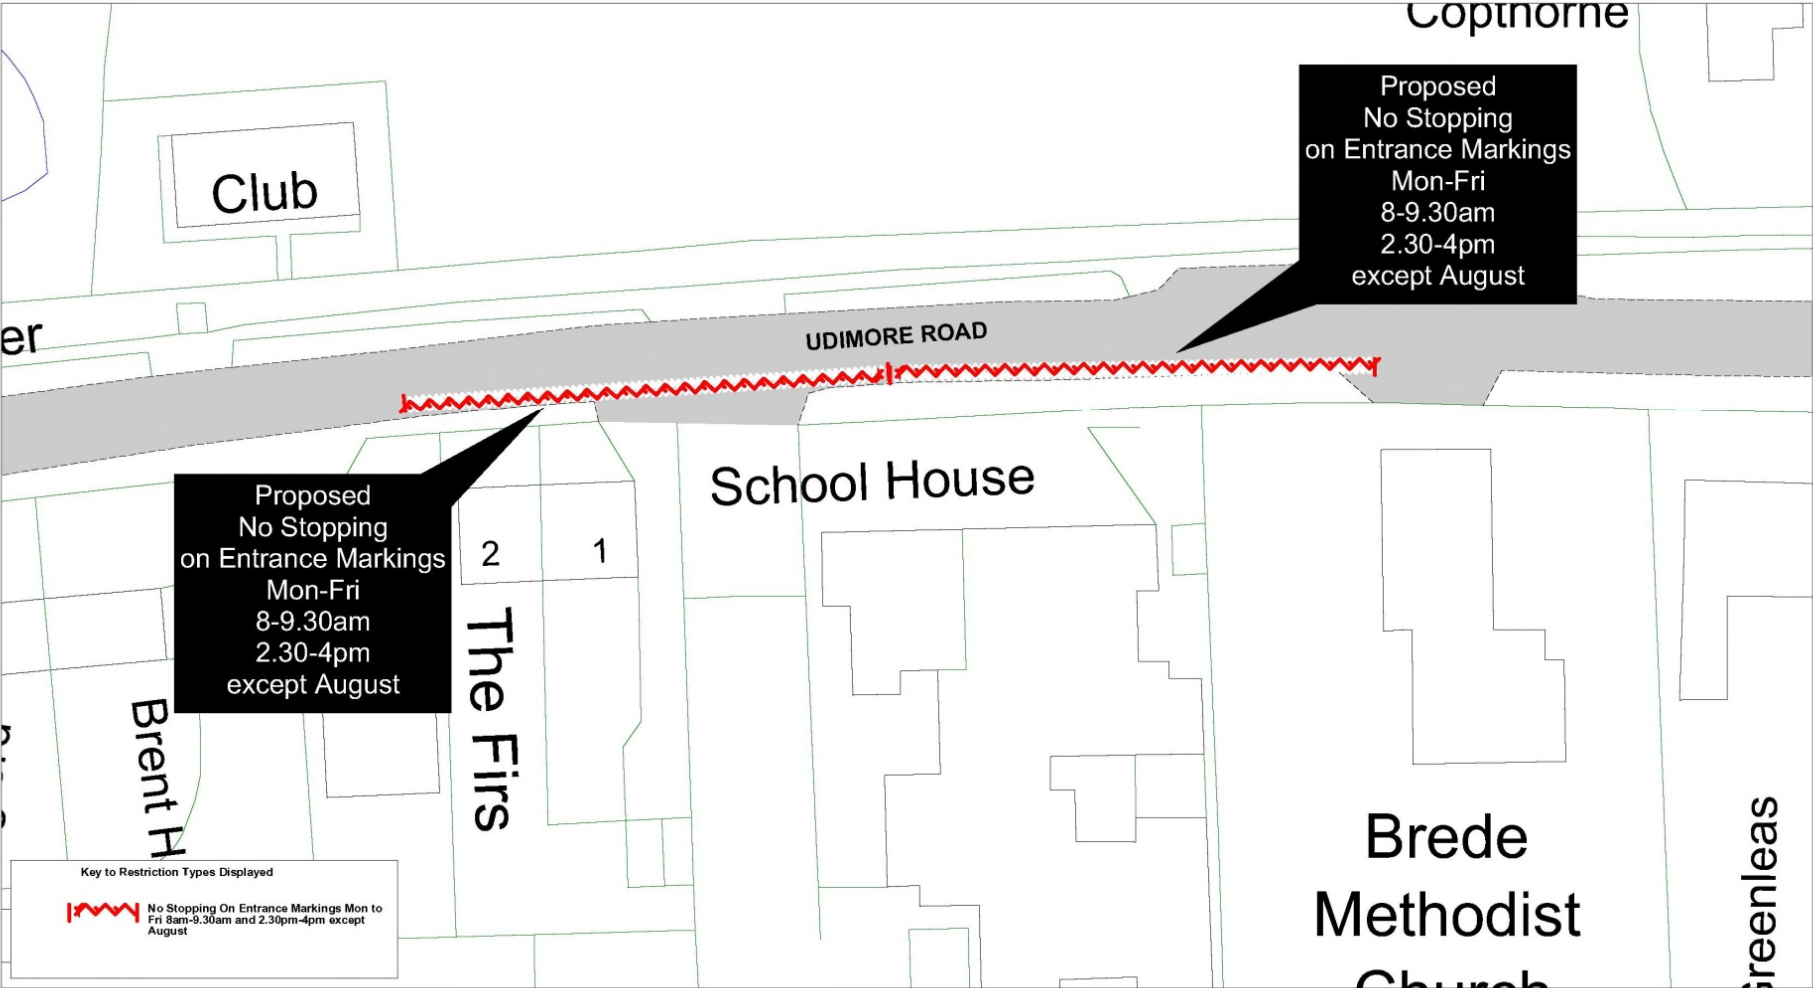 Copthorne
Proposed
No Stopping
on Entrance Markings
Mon-Fri
8-9.30am
2.30-4pm
except August
Club
er
UDIMORE ROAD
School House
Proposed
No Stopping
on Entrance Markings
Mon-Fri
8-9.30am
2.30-4pm
except August
2
1
The Firs
Brent H
Brede
Methodist
Church
Greenleas
Key to Restriction Types Displayed
No Stopping On Entrance Markings Mon to
Fri 8am-9.30am and 2.30pm-4pm except
August